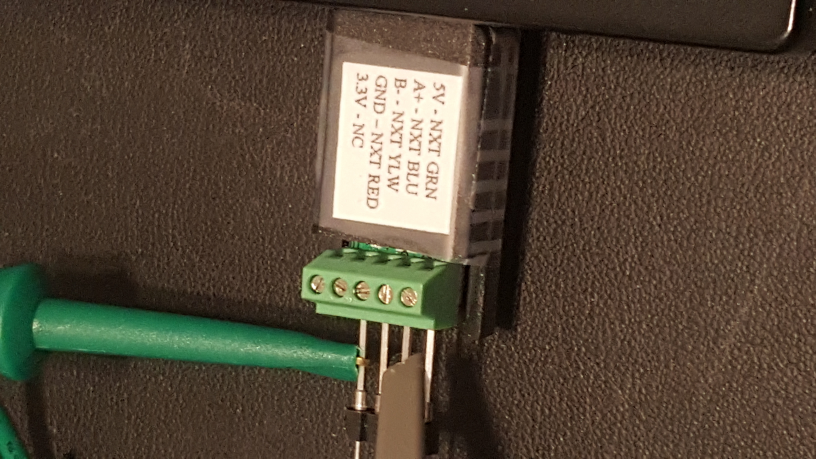 5V - NXT GRN
A+ - NXT BLU
B- - NXT YLW
GND – NXT RED
3.3V - NC